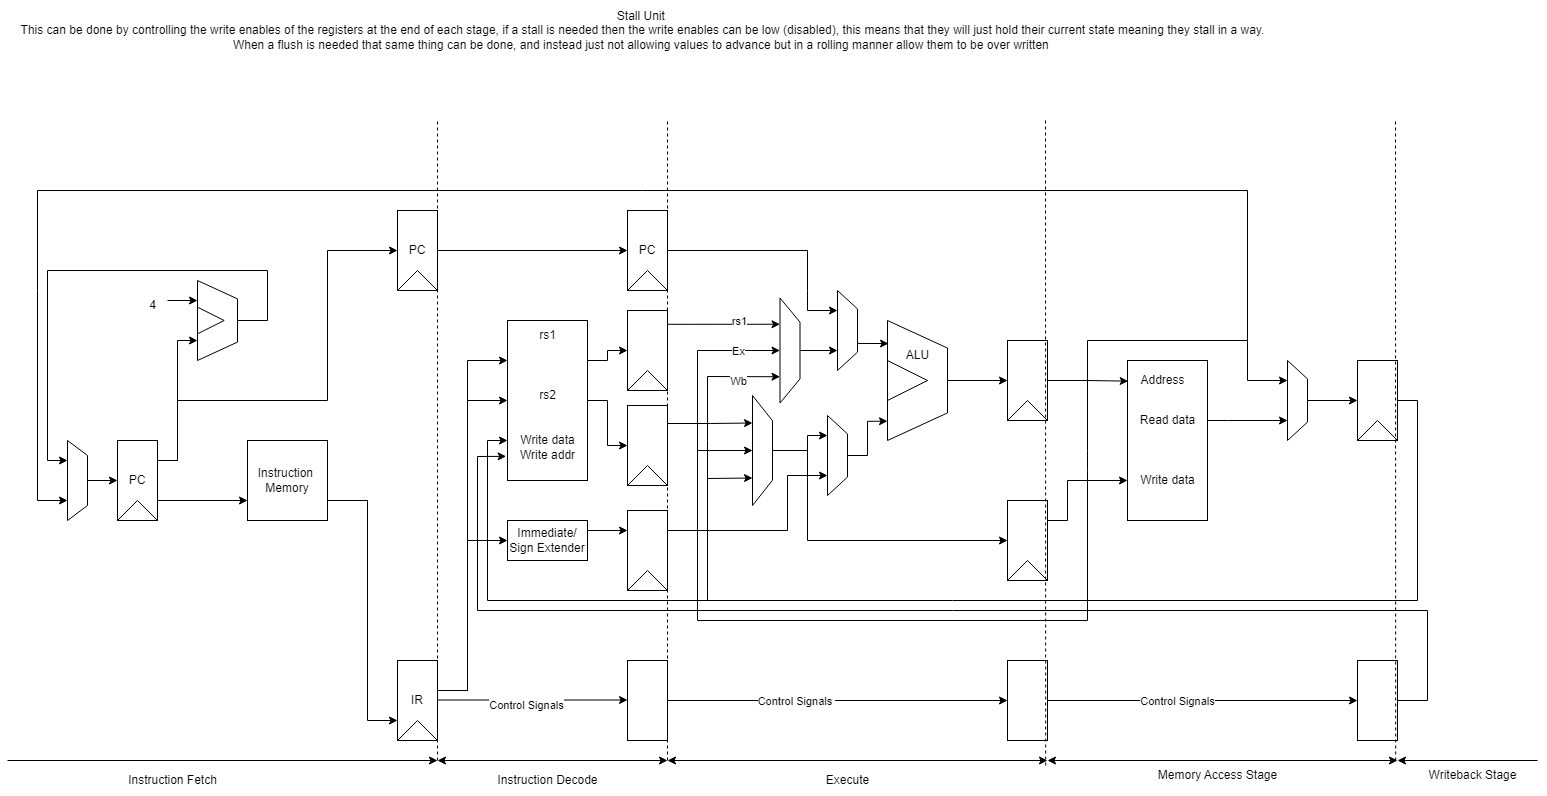 Stall Unit
This can be done by controlling the write enables of the registers at the end of each stage, if a stall is needed then the write enables can be low (disabled), this means that they will just hold their current state meaning they stall in a way.
When a flush is needed that same thing can be done, and instead just not allowing values to advance but in a rolling manner allow them to be over written
PC
PC
4
rs1
rs1
Ex
ALU
Wb
Address
rs2
Read data
Write data
Write addr
PC
Instruction
Memory
Write data
Immediate/
Sign Extender
IR
Control Signals
Control Signals
Control Signals
Instruction Fetch
Instruction Decode
Execute
Memory Access Stage
Writeback Stage